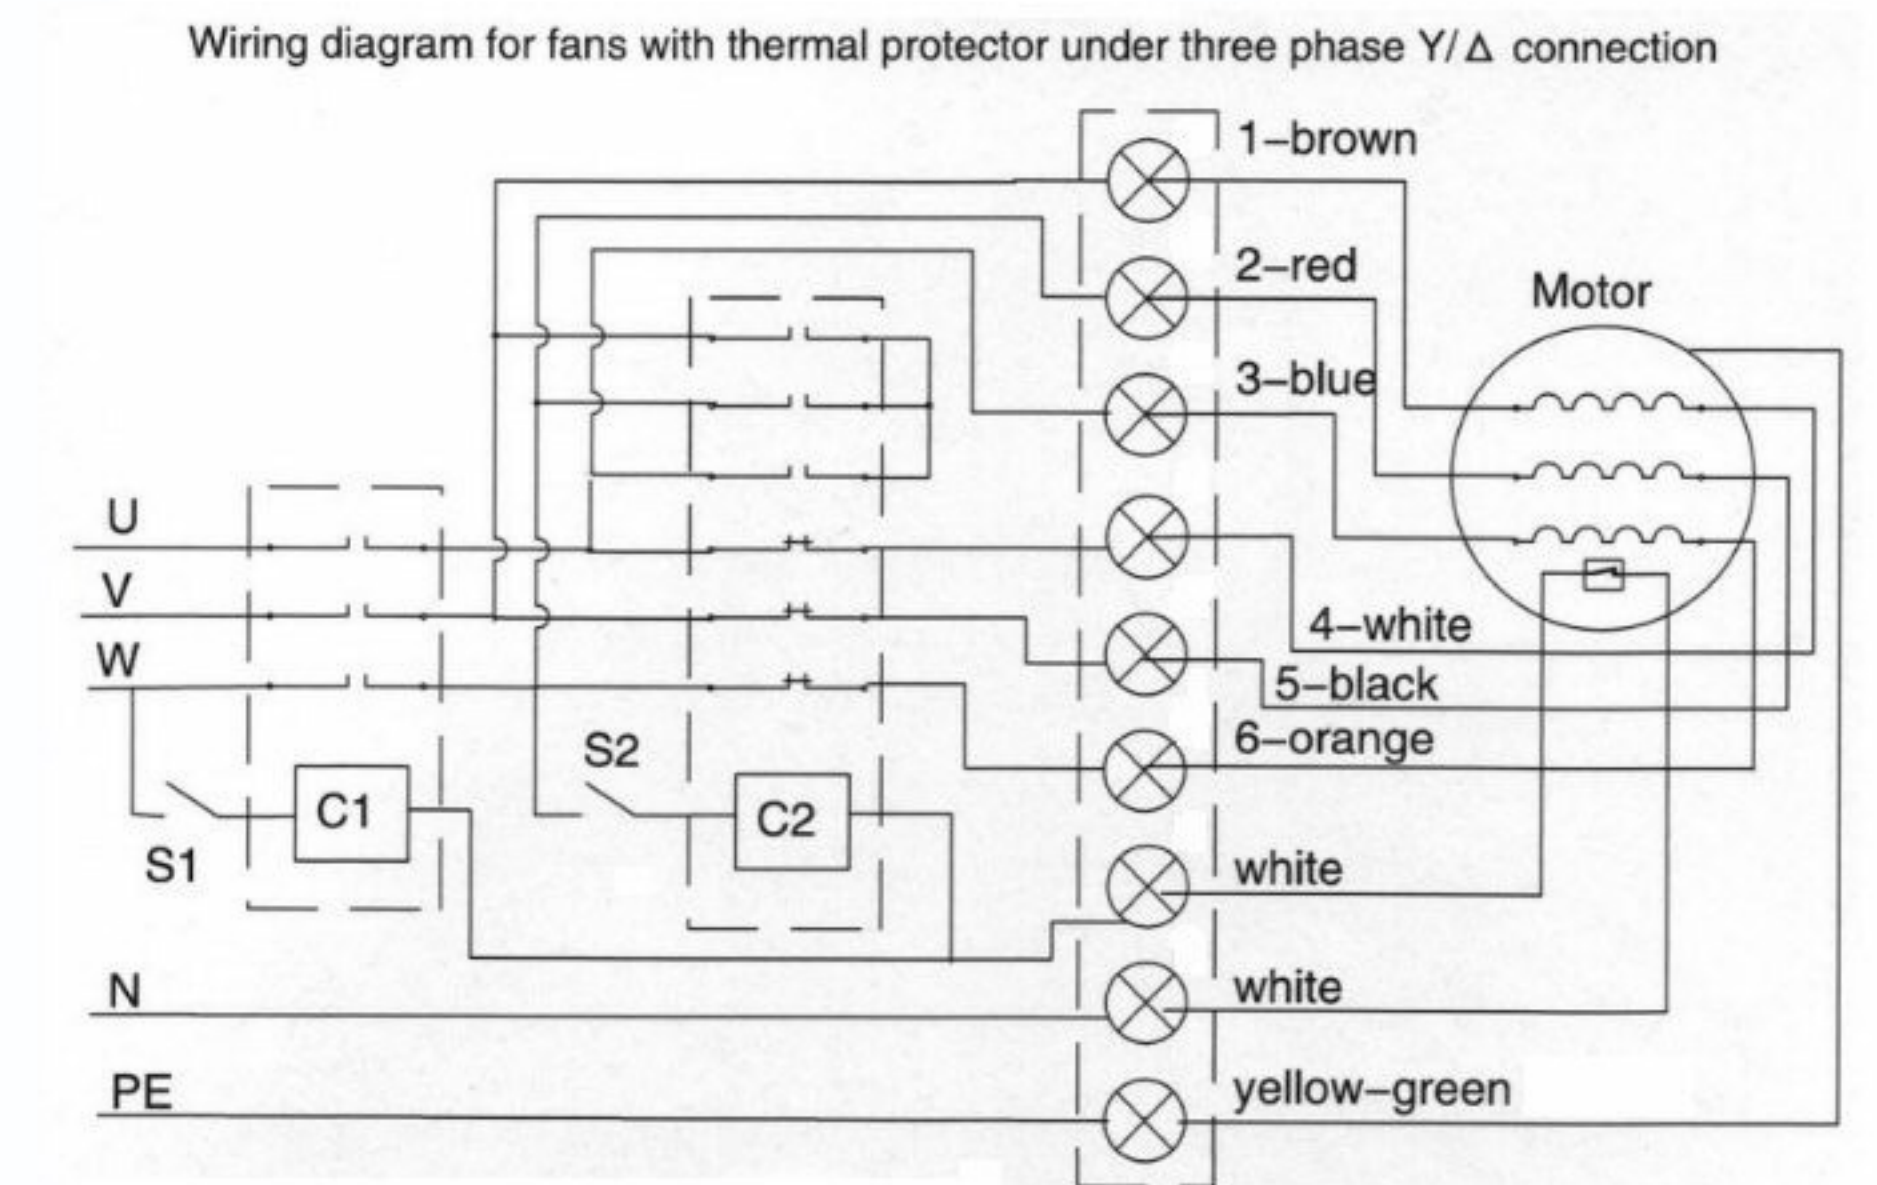 Wiring diagram for fans with thermal protector under three phase Y/Δ connection
1–brown
2–red
Motor
3–blue
U
V
4–white
W
5–black
6–orange
S2
C1
C2
S1
white
N
white
PE
yellow–green